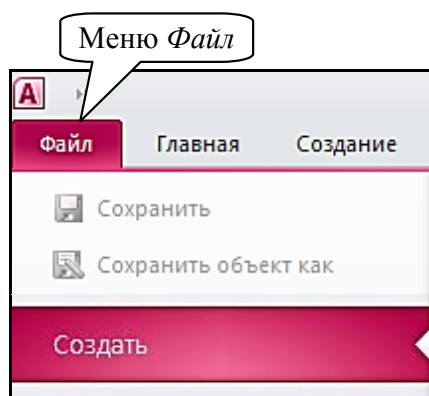 Меню Файл
A
Файл Главная Создание
Сохранить
Сохранить объект как
Создать